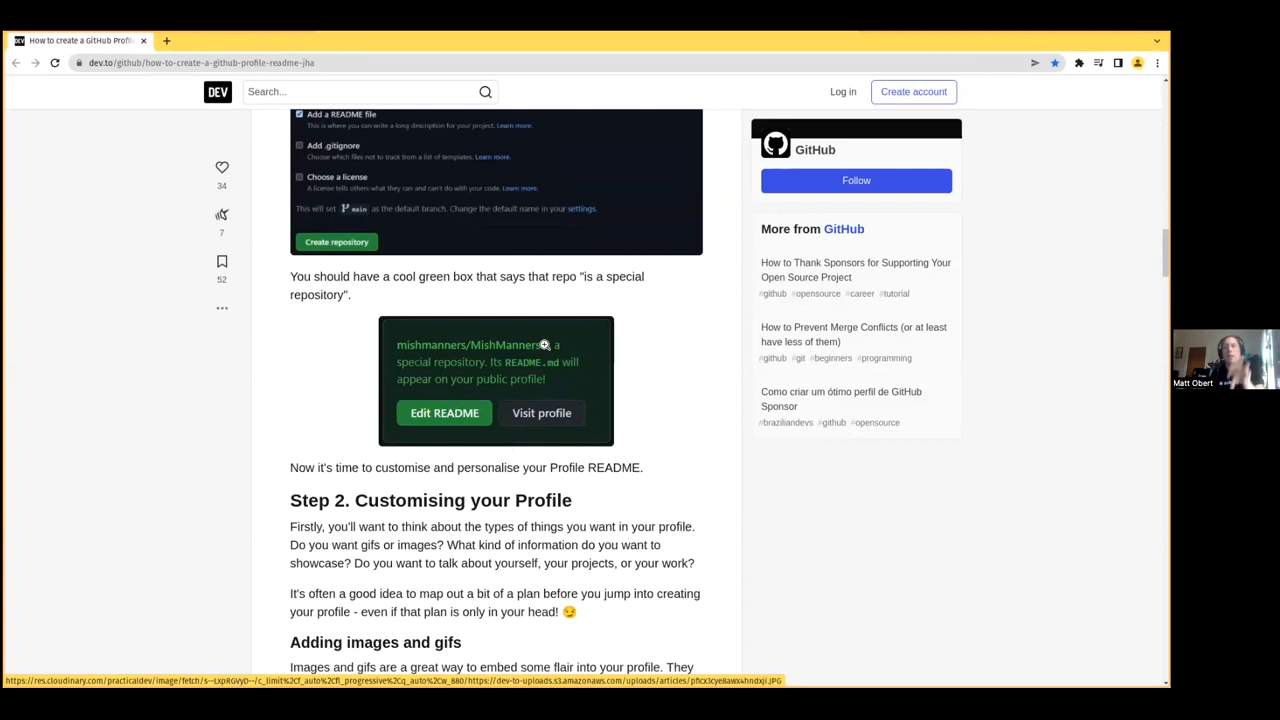 How to create a GitHub Profil
dev.to/github/how-to-create-a-github-profile-readme-jha
DEV
Search...
Log in
Create account
34
7
52
Add a README file
This is where you can write a long description for your project. Learn more.
Add .gitignore
Choose which files not to track from a list of templates. Learn more.
Choose a license
A license tells others what they can and can't do with your code. Learn more.
This will set main as the default branch. Change the default name in your settings.
Create repository
You should have a cool green box that says that repo "is a special
repository".
mishmanners/MishManners is a
special repository. Its README.md will
appear on your public profile!
Edit README
Visit profile
Now it's time to customise and personalise your Profile README.
Step 2. Customising your Profile
Firstly, you'll want to think about the types of things you want in your profile.
Do you want gifs or images? What kind of information do you want to
showcase? Do you want to talk about yourself, your projects, or your work?
It's often a good idea to map out a bit of a plan before you jump into creating
your profile - even if that plan is only in your head! 😏
Adding images and gifs
Images and gifs are a great way to embed some flair into your profile. They
GitHub
Follow
More from GitHub
How to Thank Sponsors for Supporting Your
Open Source Project
#github #opensource #career #tutorial
How to Prevent Merge Conflicts (or at least
have less of them)
#github #git #beginners #programming
Como criar um ótimo perfil de GitHub
Sponsor
#braziliandevs #github #opensource
Matt Obert